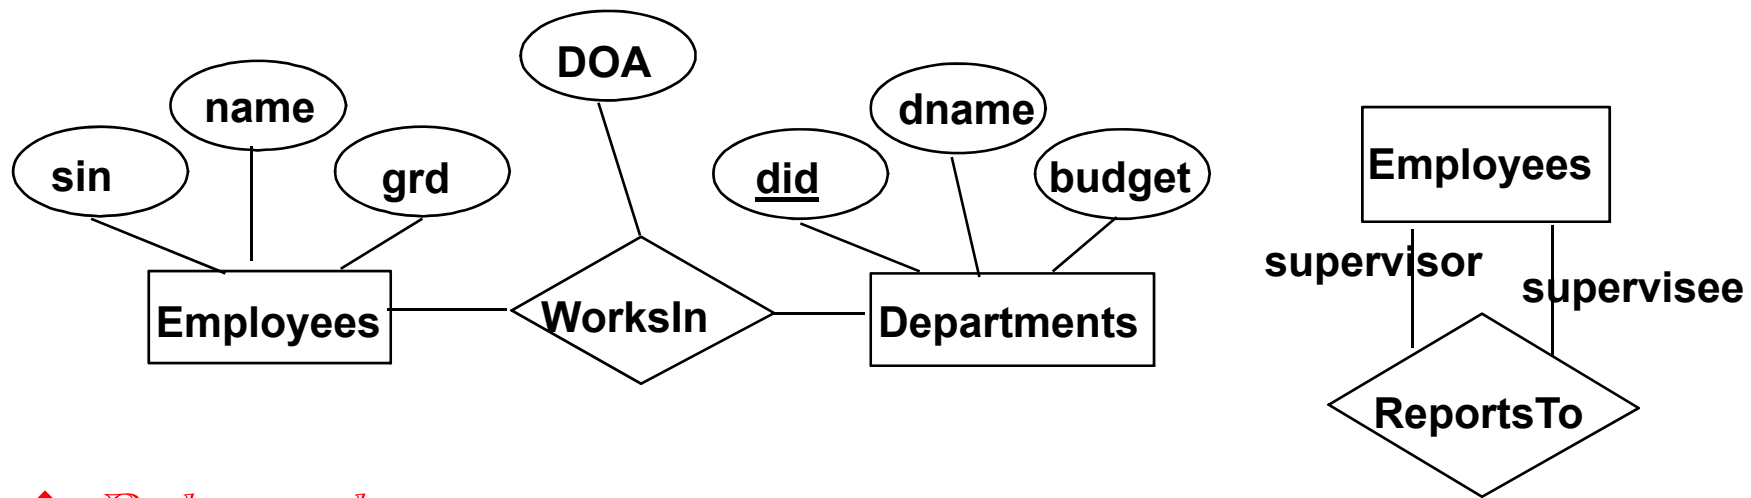 DOA
name
dname
sin
grd
did
budget
Employees
WorksIn
Departments
Employees
supervisor
supervisee
ReportsTo